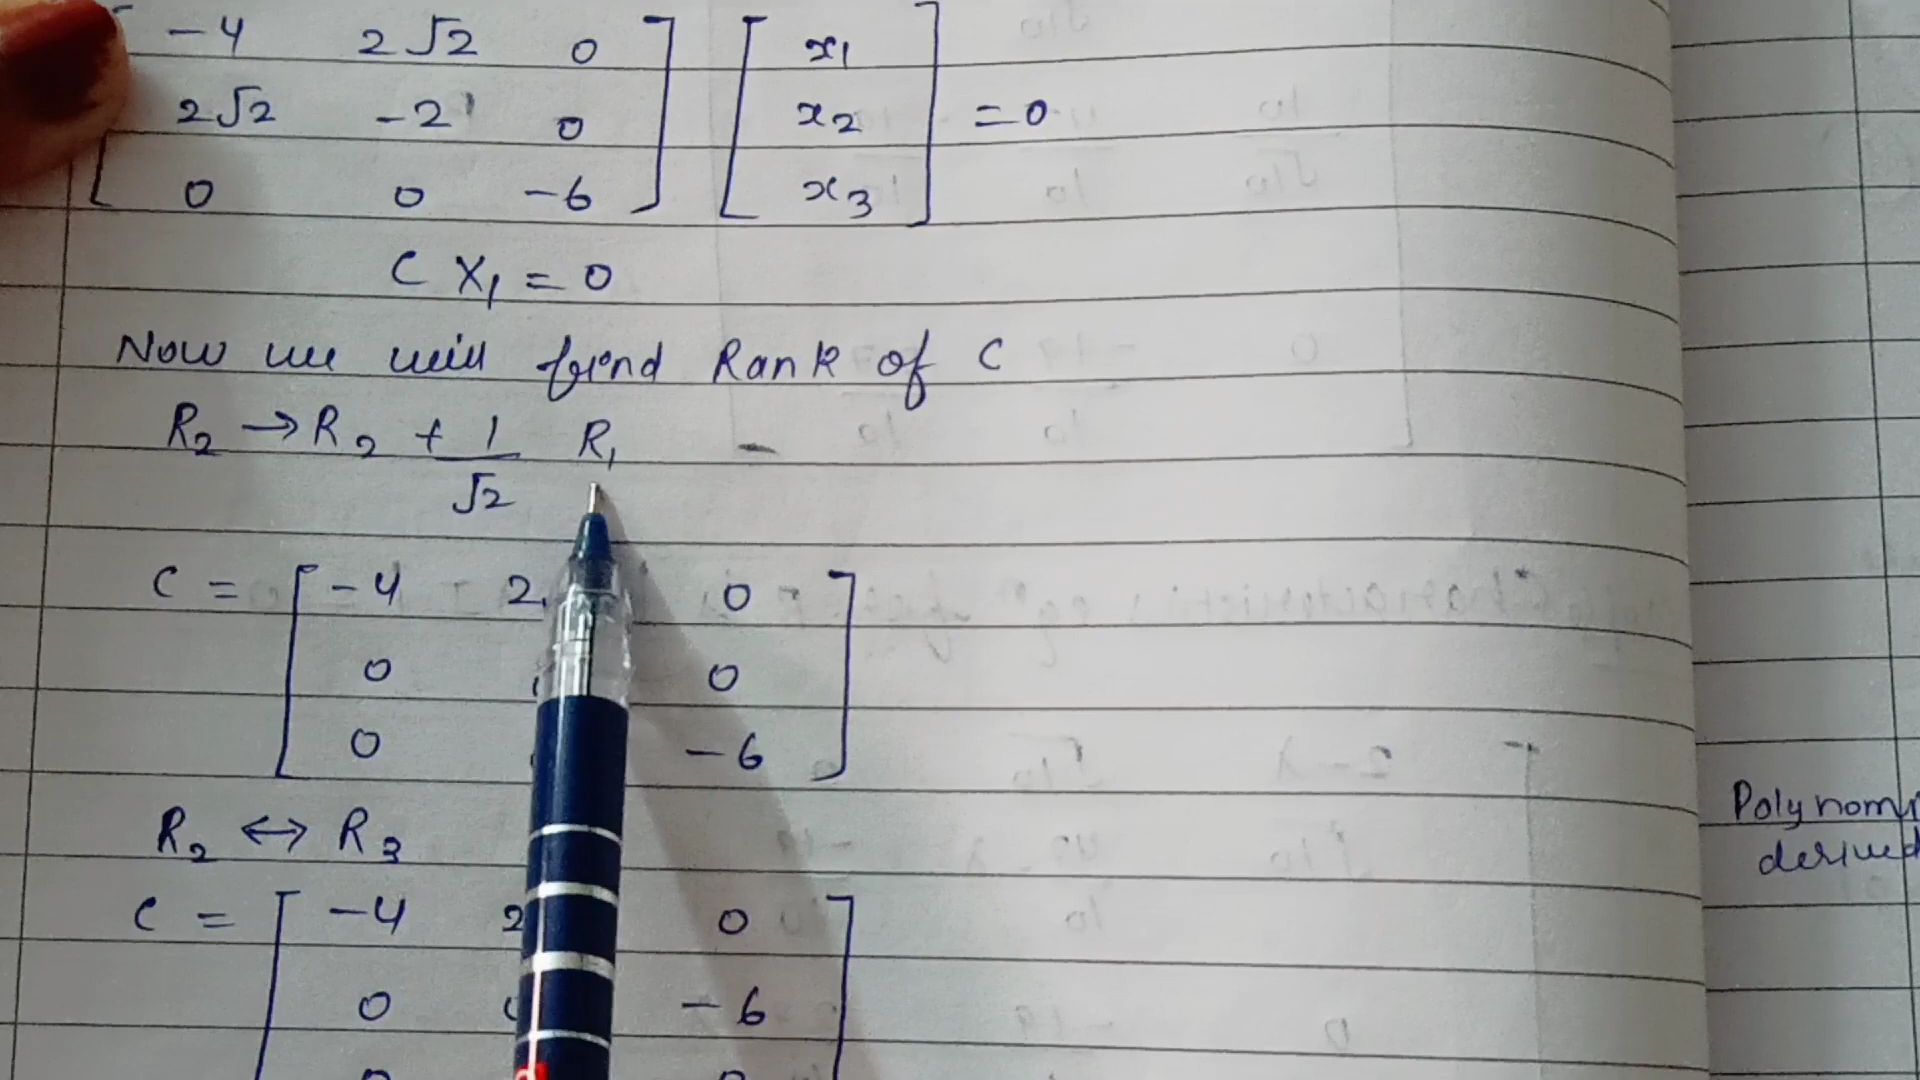 -4 2√2 0 x1
2√2 -2 0 x2 =0
0 0 -6 x3
C X1 = 0
Now we will find Rank of C
R2 → R2 + 1/√2 R1
C = -4 2 0
0 0
0 -6
R2 ↔ R3
C = -4 2 0
0 -6
Polynom
derived